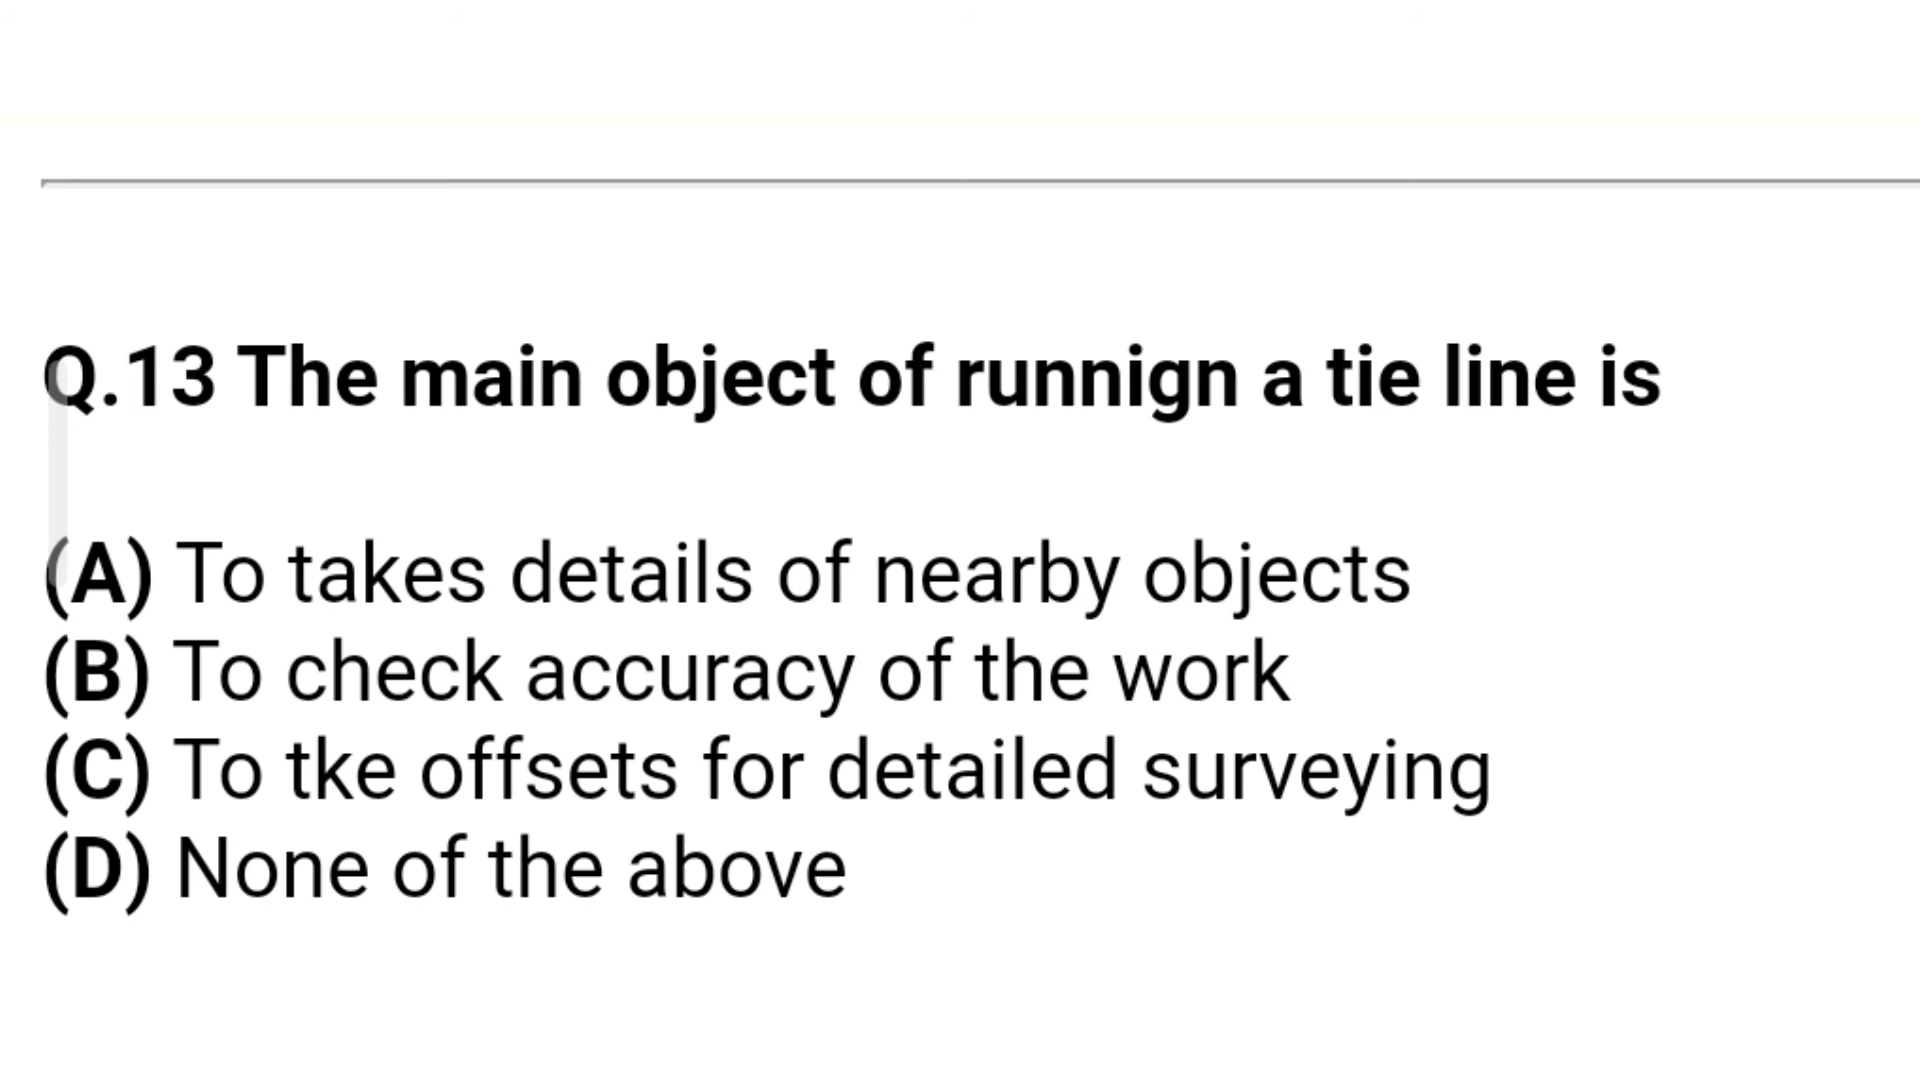 Q.13 The main object of runnign a tie line is
(A) To takes details of nearby objects
(B) To check accuracy of the work
(C) To tke offsets for detailed surveying
(D) None of the above